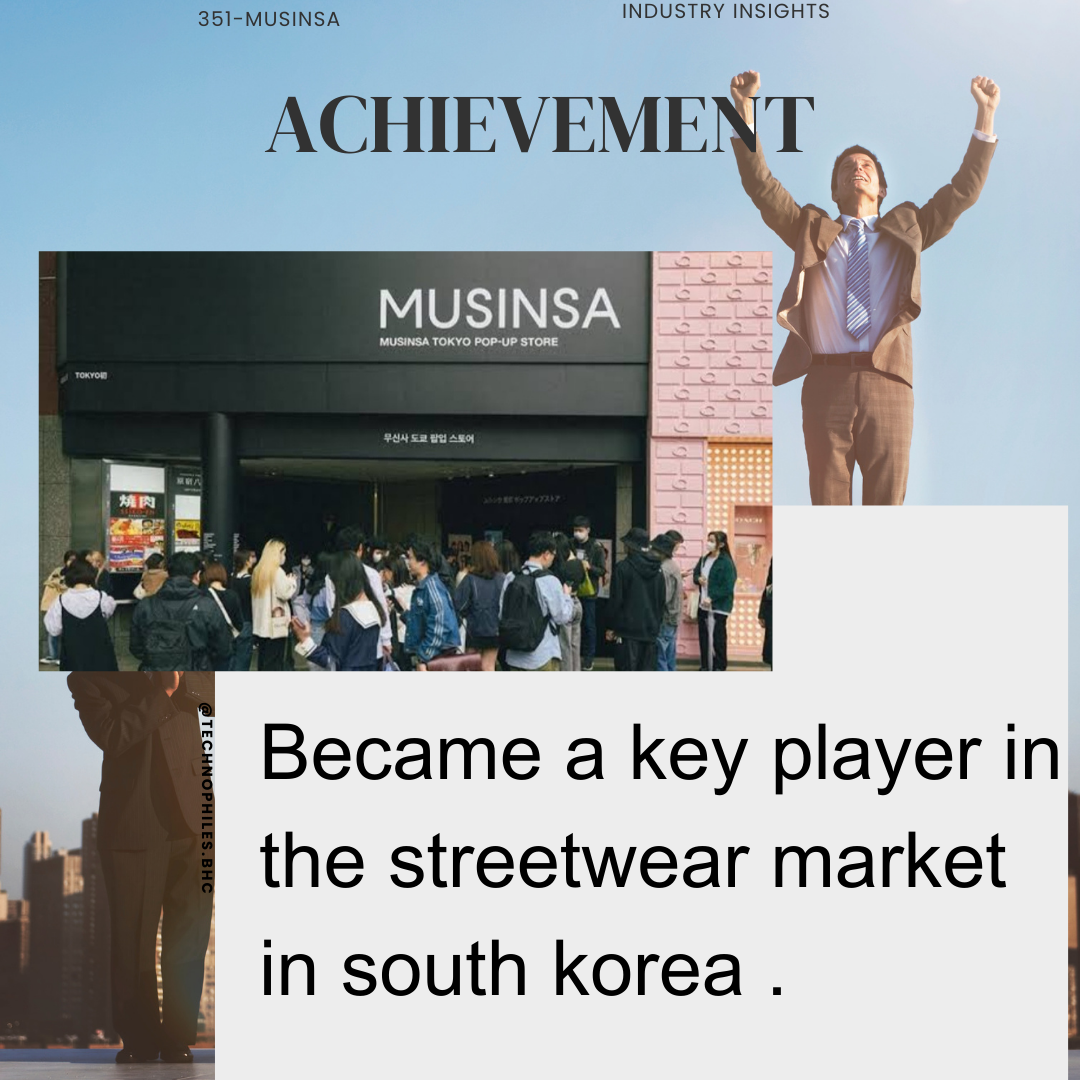 351-MUSINSA
INDUSTRY INSIGHTS
ACHIEVEMENT
MUSINSA
MUSINSA TOKYO POP-UP STORE
TOKYO初
무신사 도쿄 팝업 스토어
焼肉
@TECHNOPHILES.BHC
Became a key player in
the streetwear market
in south korea .